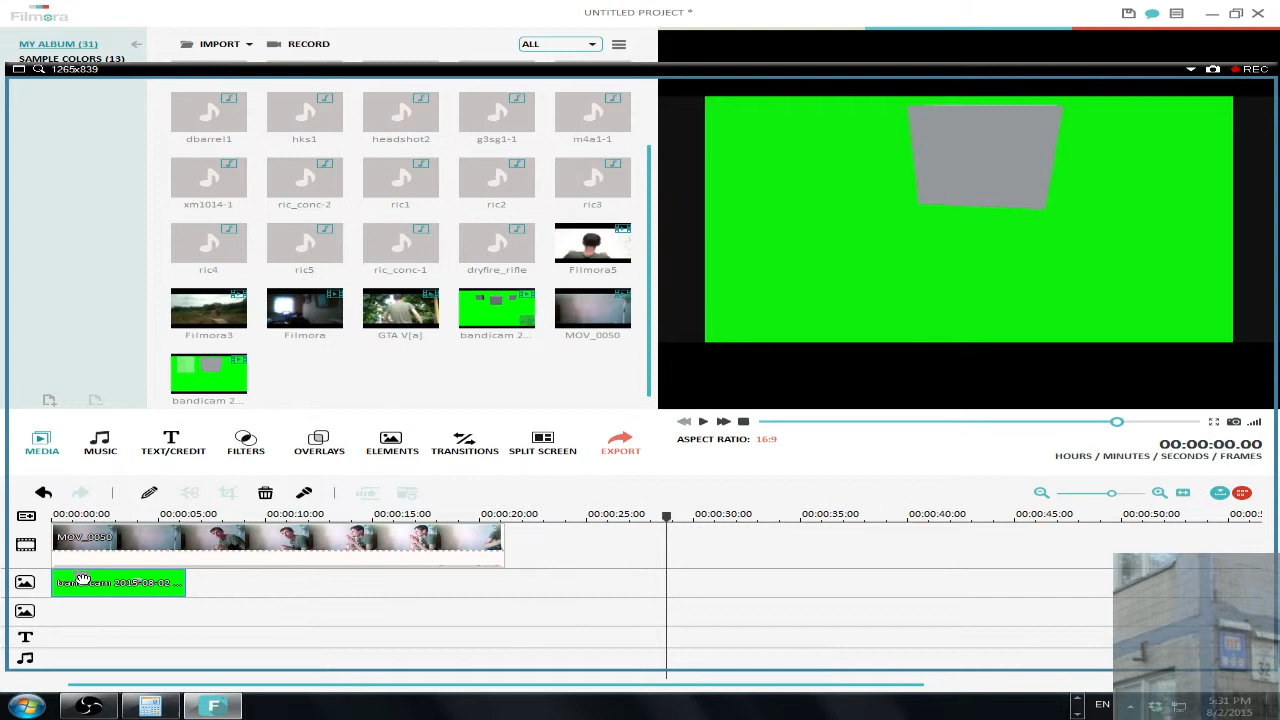 Filmora
UNTITLED PROJECT *
MY ALBUM (31)
SAMPLE COLORS (13)
IMPORT
RECORD
ALL
1265x839
REC
dbarrel1
hks1
headshot2
g3sg1-1
m4a1-1
xm1014-1
ric_conc-2
ric1
ric2
ric3
ric4
ric5
ric_conc-1
dryfire_rifle
Filmora5
Filmora3
Filmora
GTA V[a]
bandicam 2...
MOV_0050
bandicam 2...
ASPECT RATIO: 16:9
00:00:00.00
HOURS / MINUTES / SECONDS / FRAMES
MEDIA
MUSIC
TEXT/CREDIT
FILTERS
OVERLAYS
ELEMENTS
TRANSITIONS
SPLIT SCREEN
EXPORT
00:00:00:00
00:00:05:00
00:00:10:00
00:00:15:00
00:00:20:00
00:00:25:00
00:00:30:00
00:00:35:00
00:00:40:00
00:00:45:00
00:00:50:00
MOV_0050
bandicam 2015-08-02 ...
T
32
F
EN
5:31 PM
8/2/2015